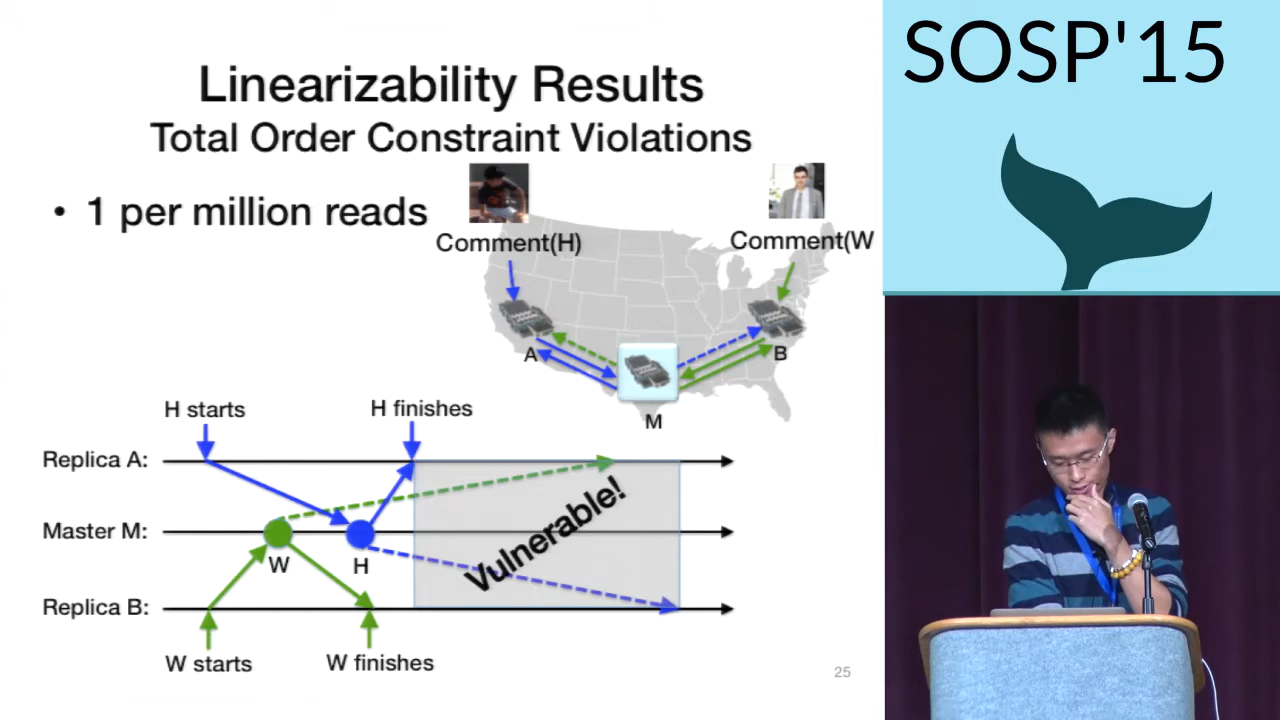 Linearizability Results
Total Order Constraint Violations
• 1 per million reads
Comment(H)
Comment(W
A
B
M
H starts
H finishes
Replica A:
Master M:
Replica B:
W
H
Vulnerable!
W starts
W finishes
25
SOSP'15